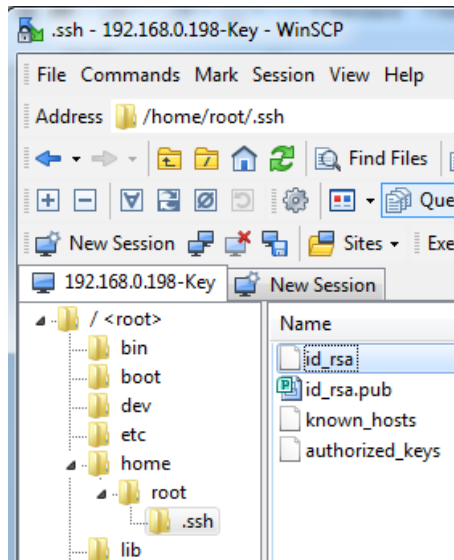 .ssh - 192.168.0.198-Key - WinSCP
File Commands Mark Session View Help
Address /home/root/.ssh
Find Files
Que
New Session Sites Exe
192.168.0.198-Key New Session
/ <root>
bin
boot
dev
etc
home
root
.ssh
lib
Name
id_rsa
id_rsa.pub
known_hosts
authorized_keys